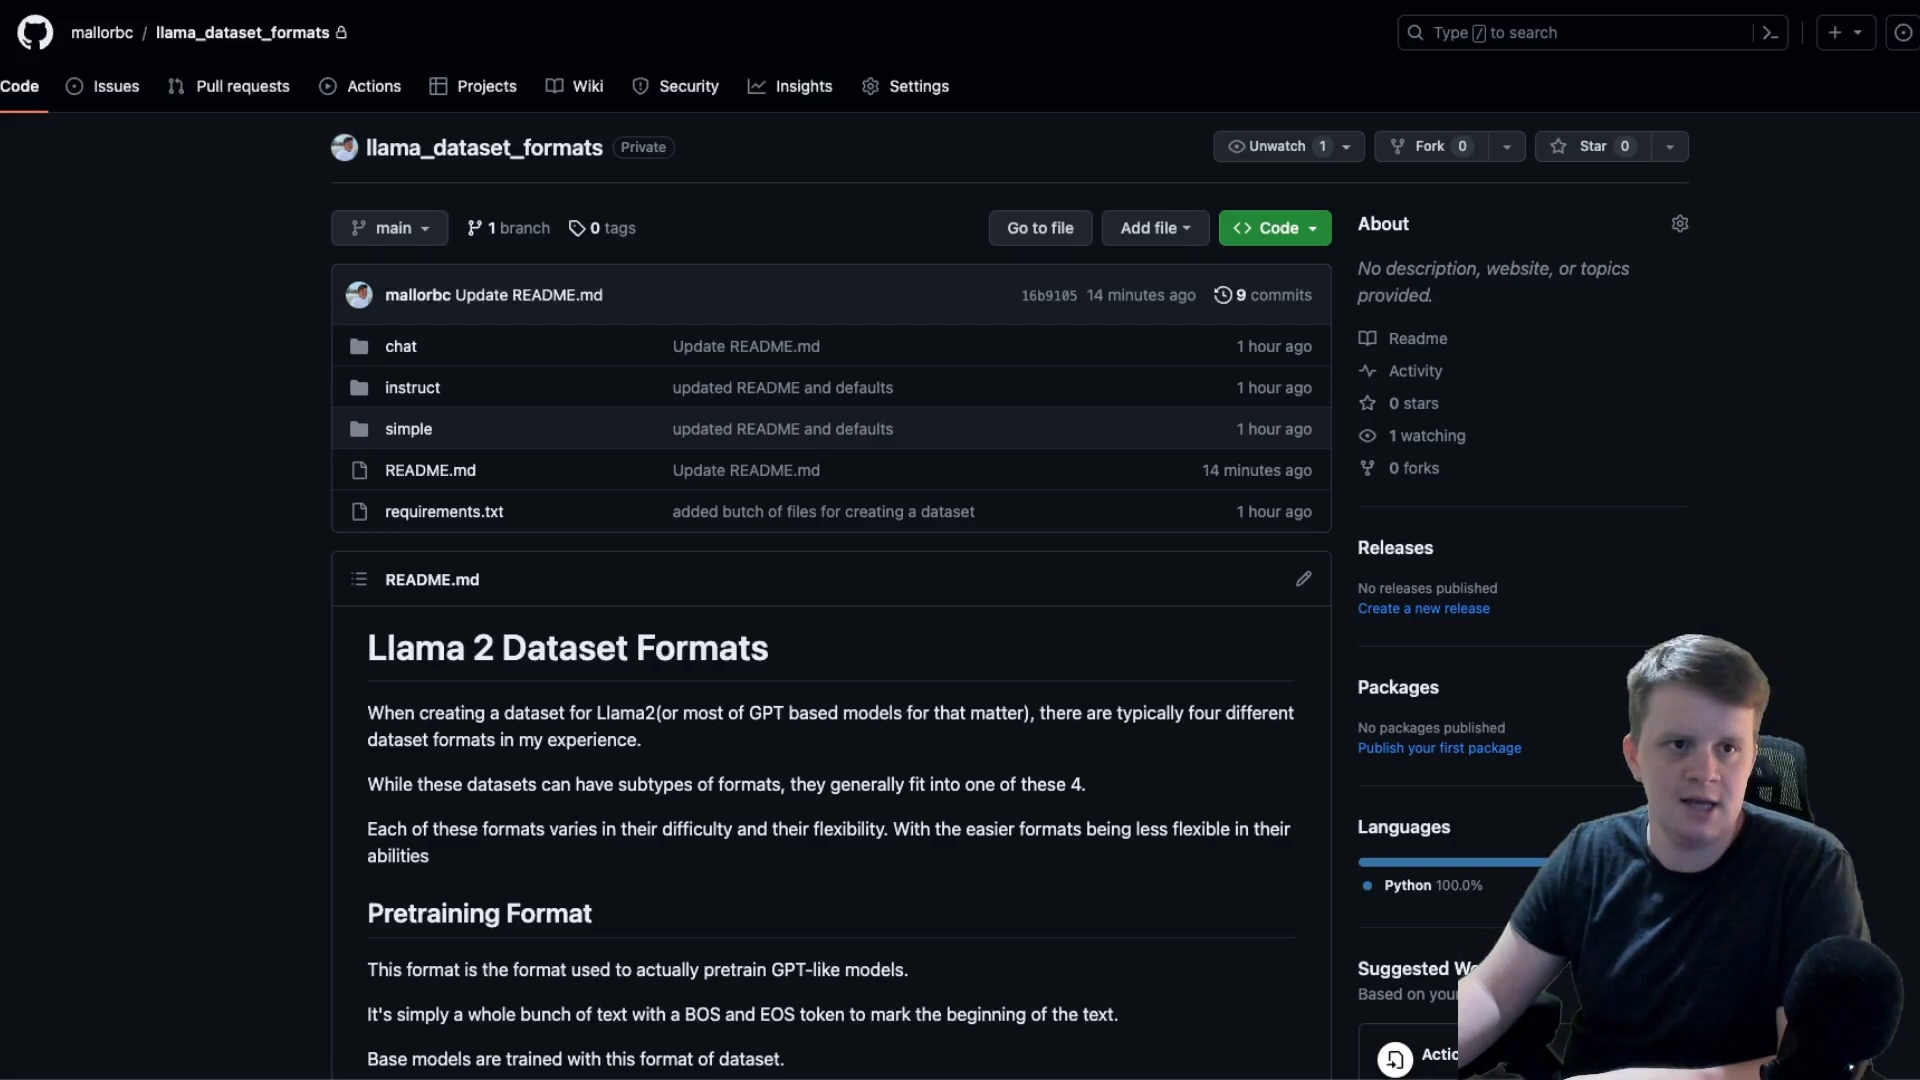 mallorbc / llama_dataset_formats
Type / to search
Code Issues Pull requests Actions Projects Wiki Security Insights Settings
llama_dataset_formats Private
Unwatch 1 Fork 0 Star 0
main 1 branch 0 tags
Go to file Add file Code
mallorbc Update README.md 16b9105 14 minutes ago 9 commits
chat Update README.md 1 hour ago
instruct updated README and defaults 1 hour ago
simple updated README and defaults 1 hour ago
README.md Update README.md 14 minutes ago
requirements.txt added butch of files for creating a dataset 1 hour ago
README.md
Llama 2 Dataset Formats
When creating a dataset for Llama2(or most of GPT based models for that matter), there are typically four different
dataset formats in my experience.
While these datasets can have subtypes of formats, they generally fit into one of these 4.
Each of these formats varies in their difficulty and their flexibility. With the easier formats being less flexible in their
abilities
Pretraining Format
This format is the format used to actually pretrain GPT-like models.
It's simply a whole bunch of text with a BOS and EOS token to mark the beginning of the text.
Base models are trained with this format of dataset.
About
No description, website, or topics
provided.
Readme
Activity
0 stars
1 watching
0 forks
Releases
No releases published
Create a new release
Packages
No packages published
Publish your first package
Languages
Python 100.0%
Suggested
Based on